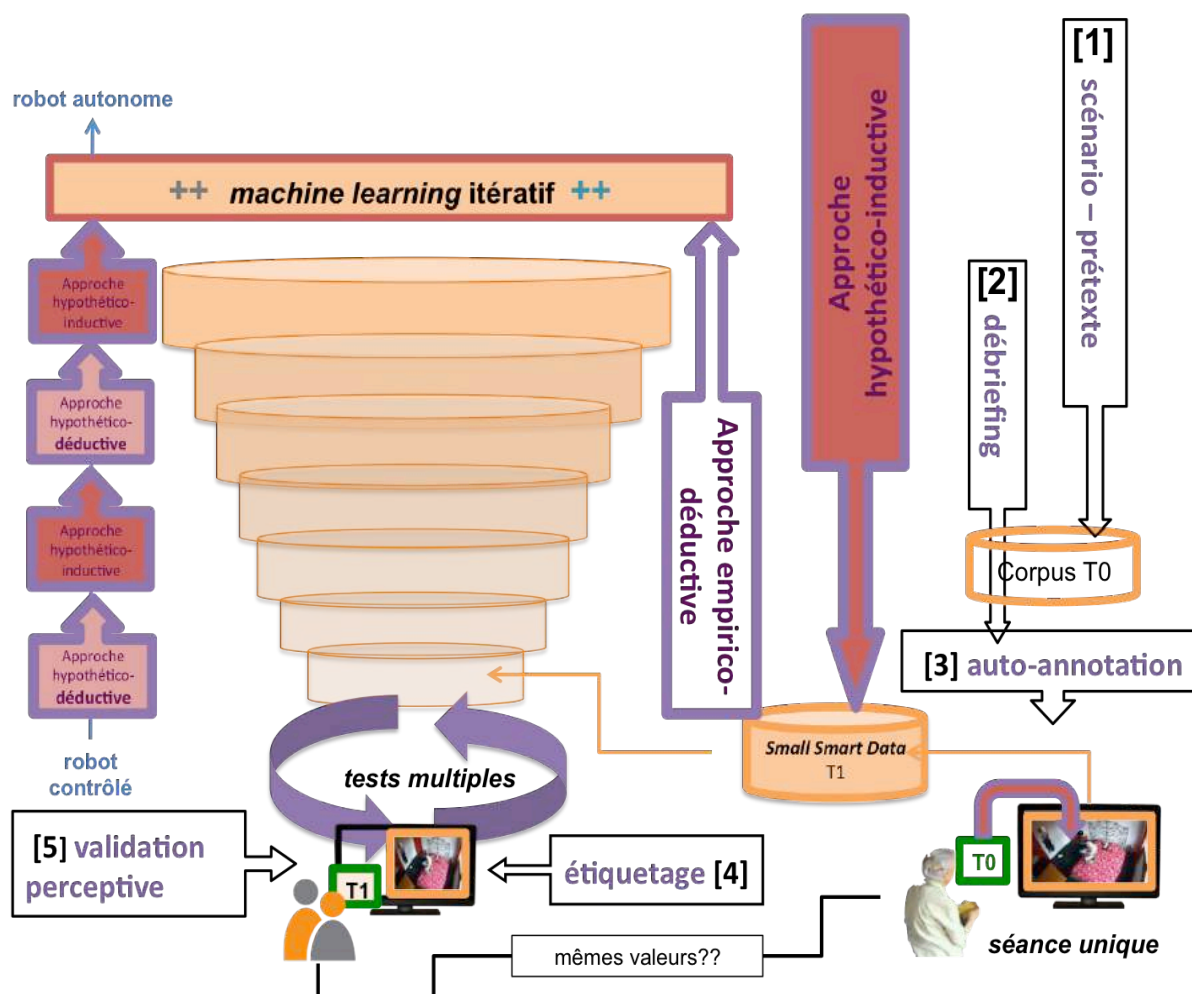 robot autonome
++ machine learning itératif ++
Approche
hypothético-
inductive
Approche
hypothético-
déductive
Approche
hypothético-
inductive
Approche
hypothético-
déductive
robot
contrôlé
Approche empirico-
déductive
Approche
hypothético-inductive
[1] scénario – prétexte
[2] débriefing
Corpus T0
[3] auto-annotation
Small Smart Data
T1
tests multiples
[5] validation
perceptive
T1
étiquetage [4]
T0
séance unique
mêmes valeurs??